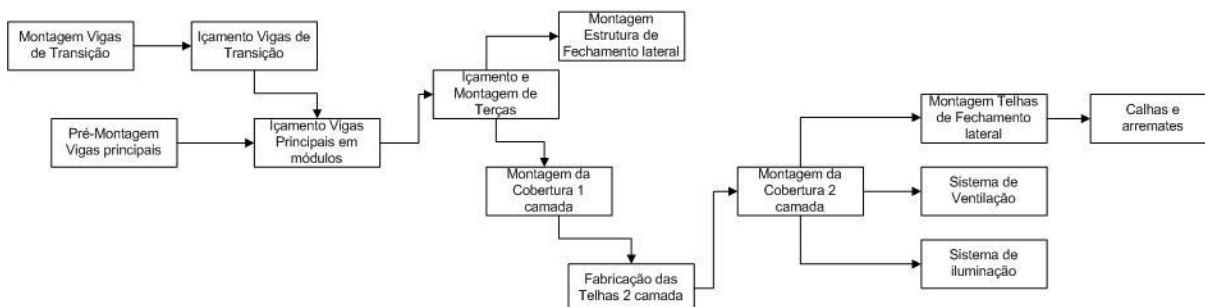 Montagem Vigas
de Transição
Içamento Vigas de
Transição
Pré-Montagem
Vigas principais
Içamento Vigas
Principais em
módulos
Içamento e
Montagem de
Terças
Montagem
Estrutura de
Fechamento lateral
Montagem da
Cobertura 1
camada
Fabricação das
Telhas 2 camada
Montagem da
Cobertura 2
camada
Montagem Telhas
de Fechamento
lateral
Calhas e
arremates
Sistema de
Ventilação
Sistema de
iluminação